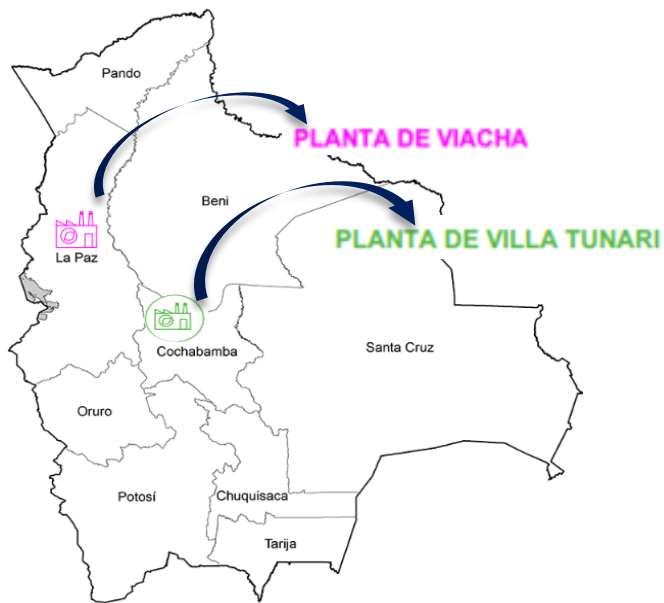 Pando
PLANTA DE VIACHA
Beni
PLANTA DE VILLA TUNARI
La Paz
Cochabamba
Santa Cruz
Oruro
Potosí
Chuquisaca
Tarija